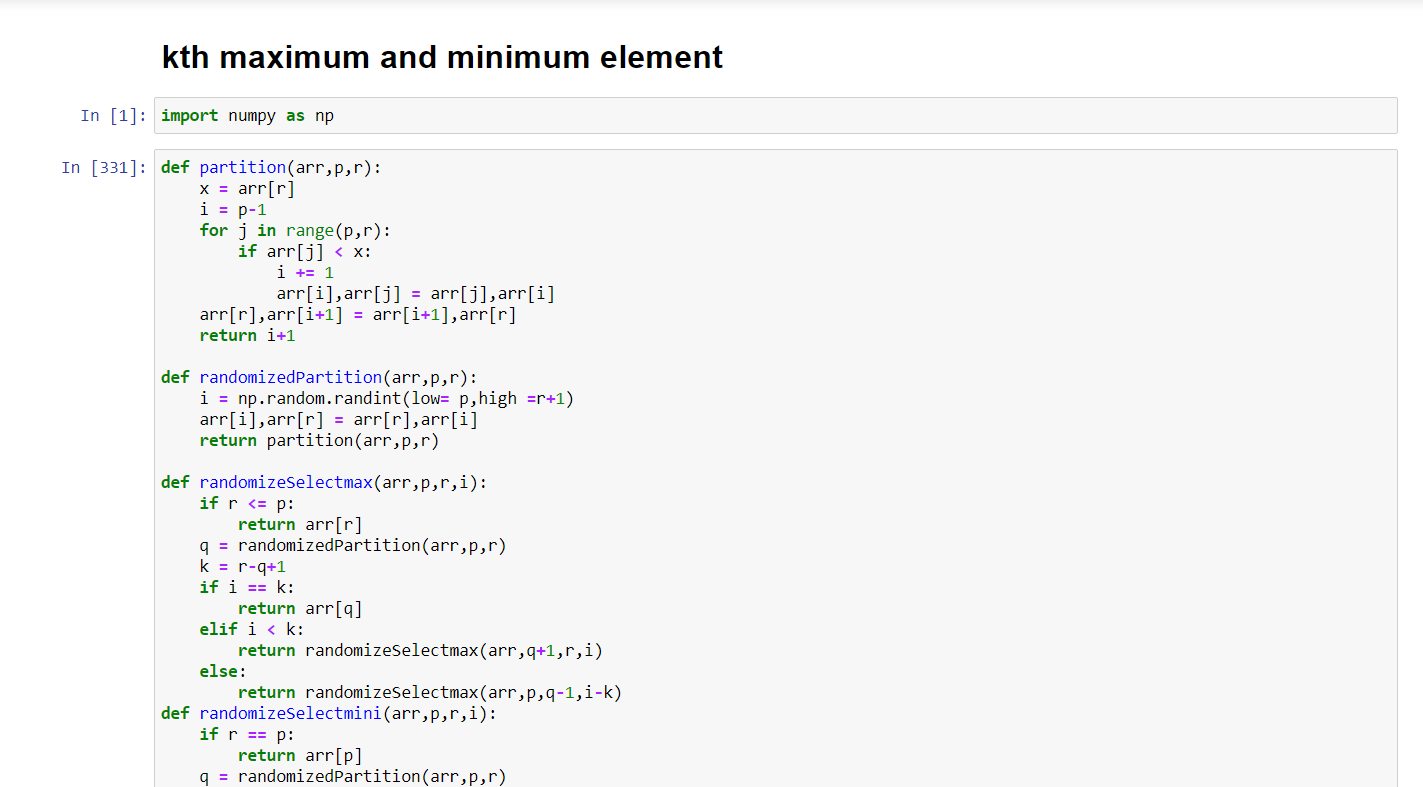 kth maximum and minimum element
In [1]: import numpy as np
In [331]: def partition(arr,p,r):
    x = arr[r]
    i = p-1
    for j in range(p,r):
        if arr[j] < x:
            i += 1
            arr[i],arr[j] = arr[j],arr[i]
    arr[r],arr[i+1] = arr[i+1],arr[r]
    return i+1
def randomizedPartition(arr,p,r):
    i = np.random.randint(low= p,high =r+1)
    arr[i],arr[r] = arr[r],arr[i]
    return partition(arr,p,r)
def randomizeSelectmax(arr,p,r,i):
    if r <= p:
        return arr[r]
    q = randomizedPartition(arr,p,r)
    k = r-q+1
    if i == k:
        return arr[q]
    elif i < k:
        return randomizeSelectmax(arr,q+1,r,i)
    else:
        return randomizeSelectmax(arr,p,q-1,i-k)
def randomizeSelectmini(arr,p,r,i):
    if r == p:
        return arr[p]
    q = randomizedPartition(arr,p,r)